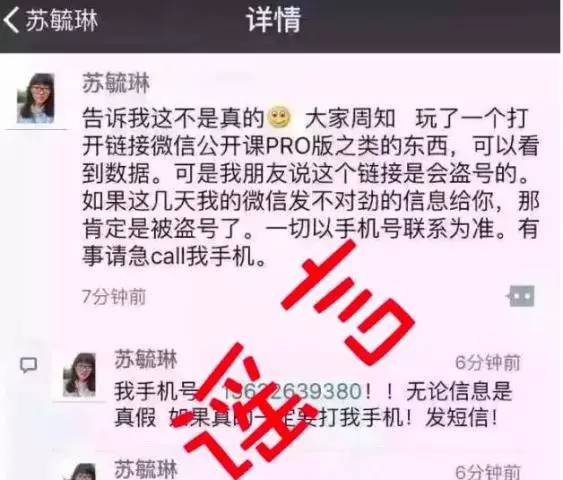 苏毓琳
详情
苏毓琳
告诉我这不是真的 大家周知 玩了一个打
开链接微信公开课PRO版之类的东西，可以看
到数据。可是我朋友说这个链接是会盗号的。
如果这几天我的微信发不对劲的信息给你，那
肯定是被盗号了。一切以手机号联系为准。有
事请急call我手机。
7分钟前
苏毓琳
6分钟前
我手机号 13622639380！！无论信息是
真假 如果真的一定要打我手机！发短信！
苏毓琳
6分钟前
谣言